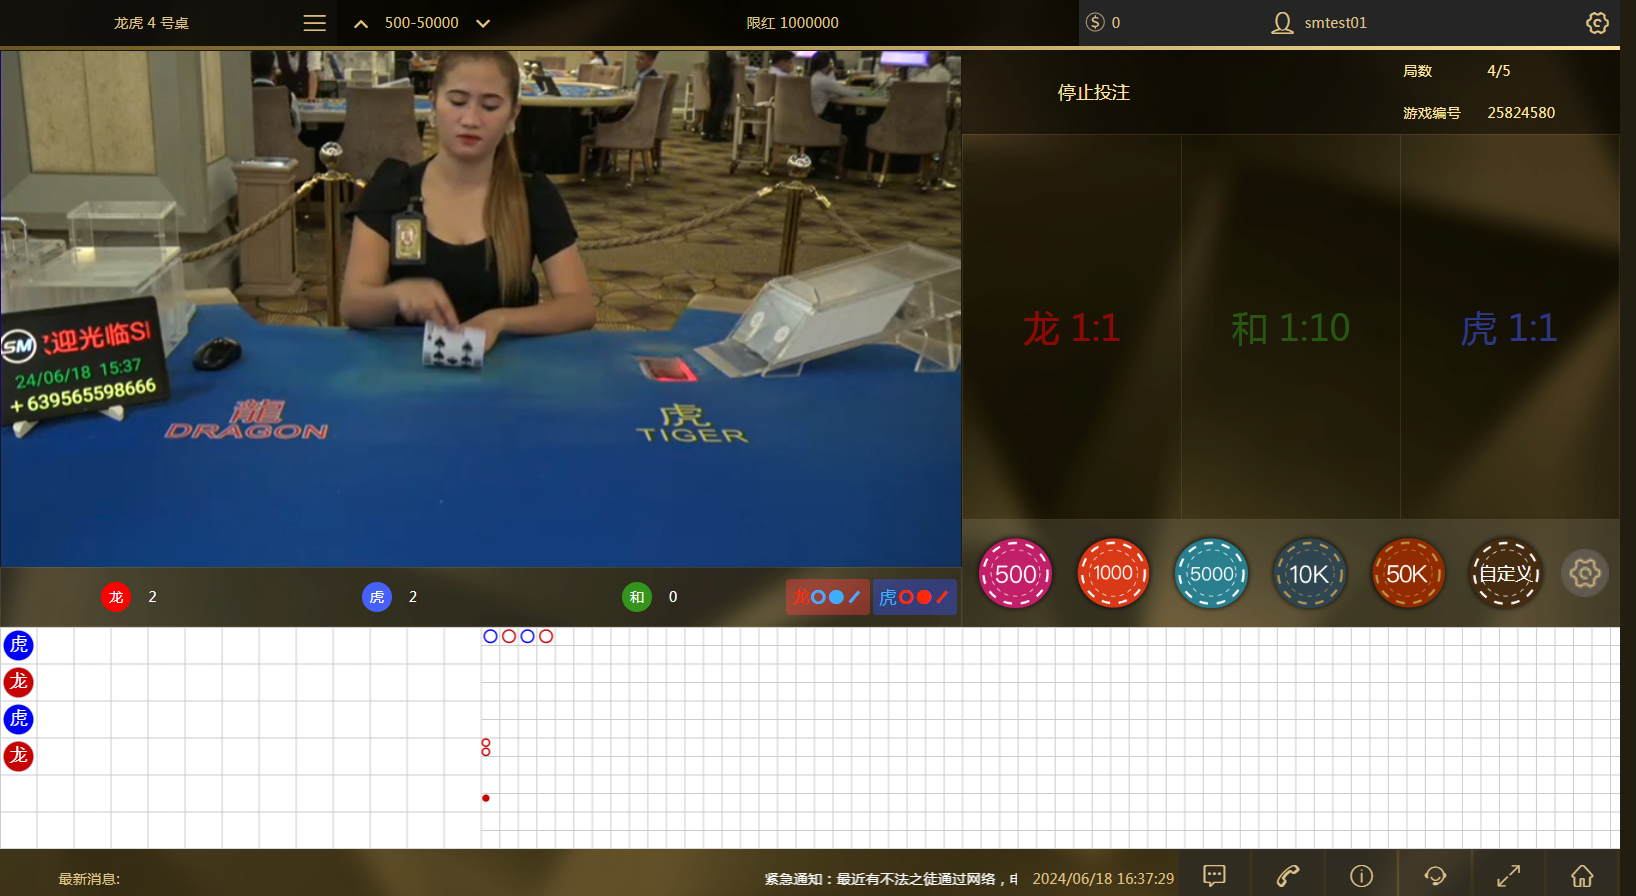 龙虎 4 号桌
500-50000
限红 1000000
0
smtest01
停止投注
局数 4/5
游戏编号 25824580
SM
迎光临SI
24/06/18 15:37
+639565598666
龍
DRAGON
虎
TIGER
龙 1:1
和 1:10
虎 1:1
500
1000
5000
10K
50K
自定义
龙 2
虎 2
和 0
龙
虎
虎
龙
虎
龙
最新消息:
紧急通知：最近有不法之徒通过网络，
2024/06/18 16:37:29